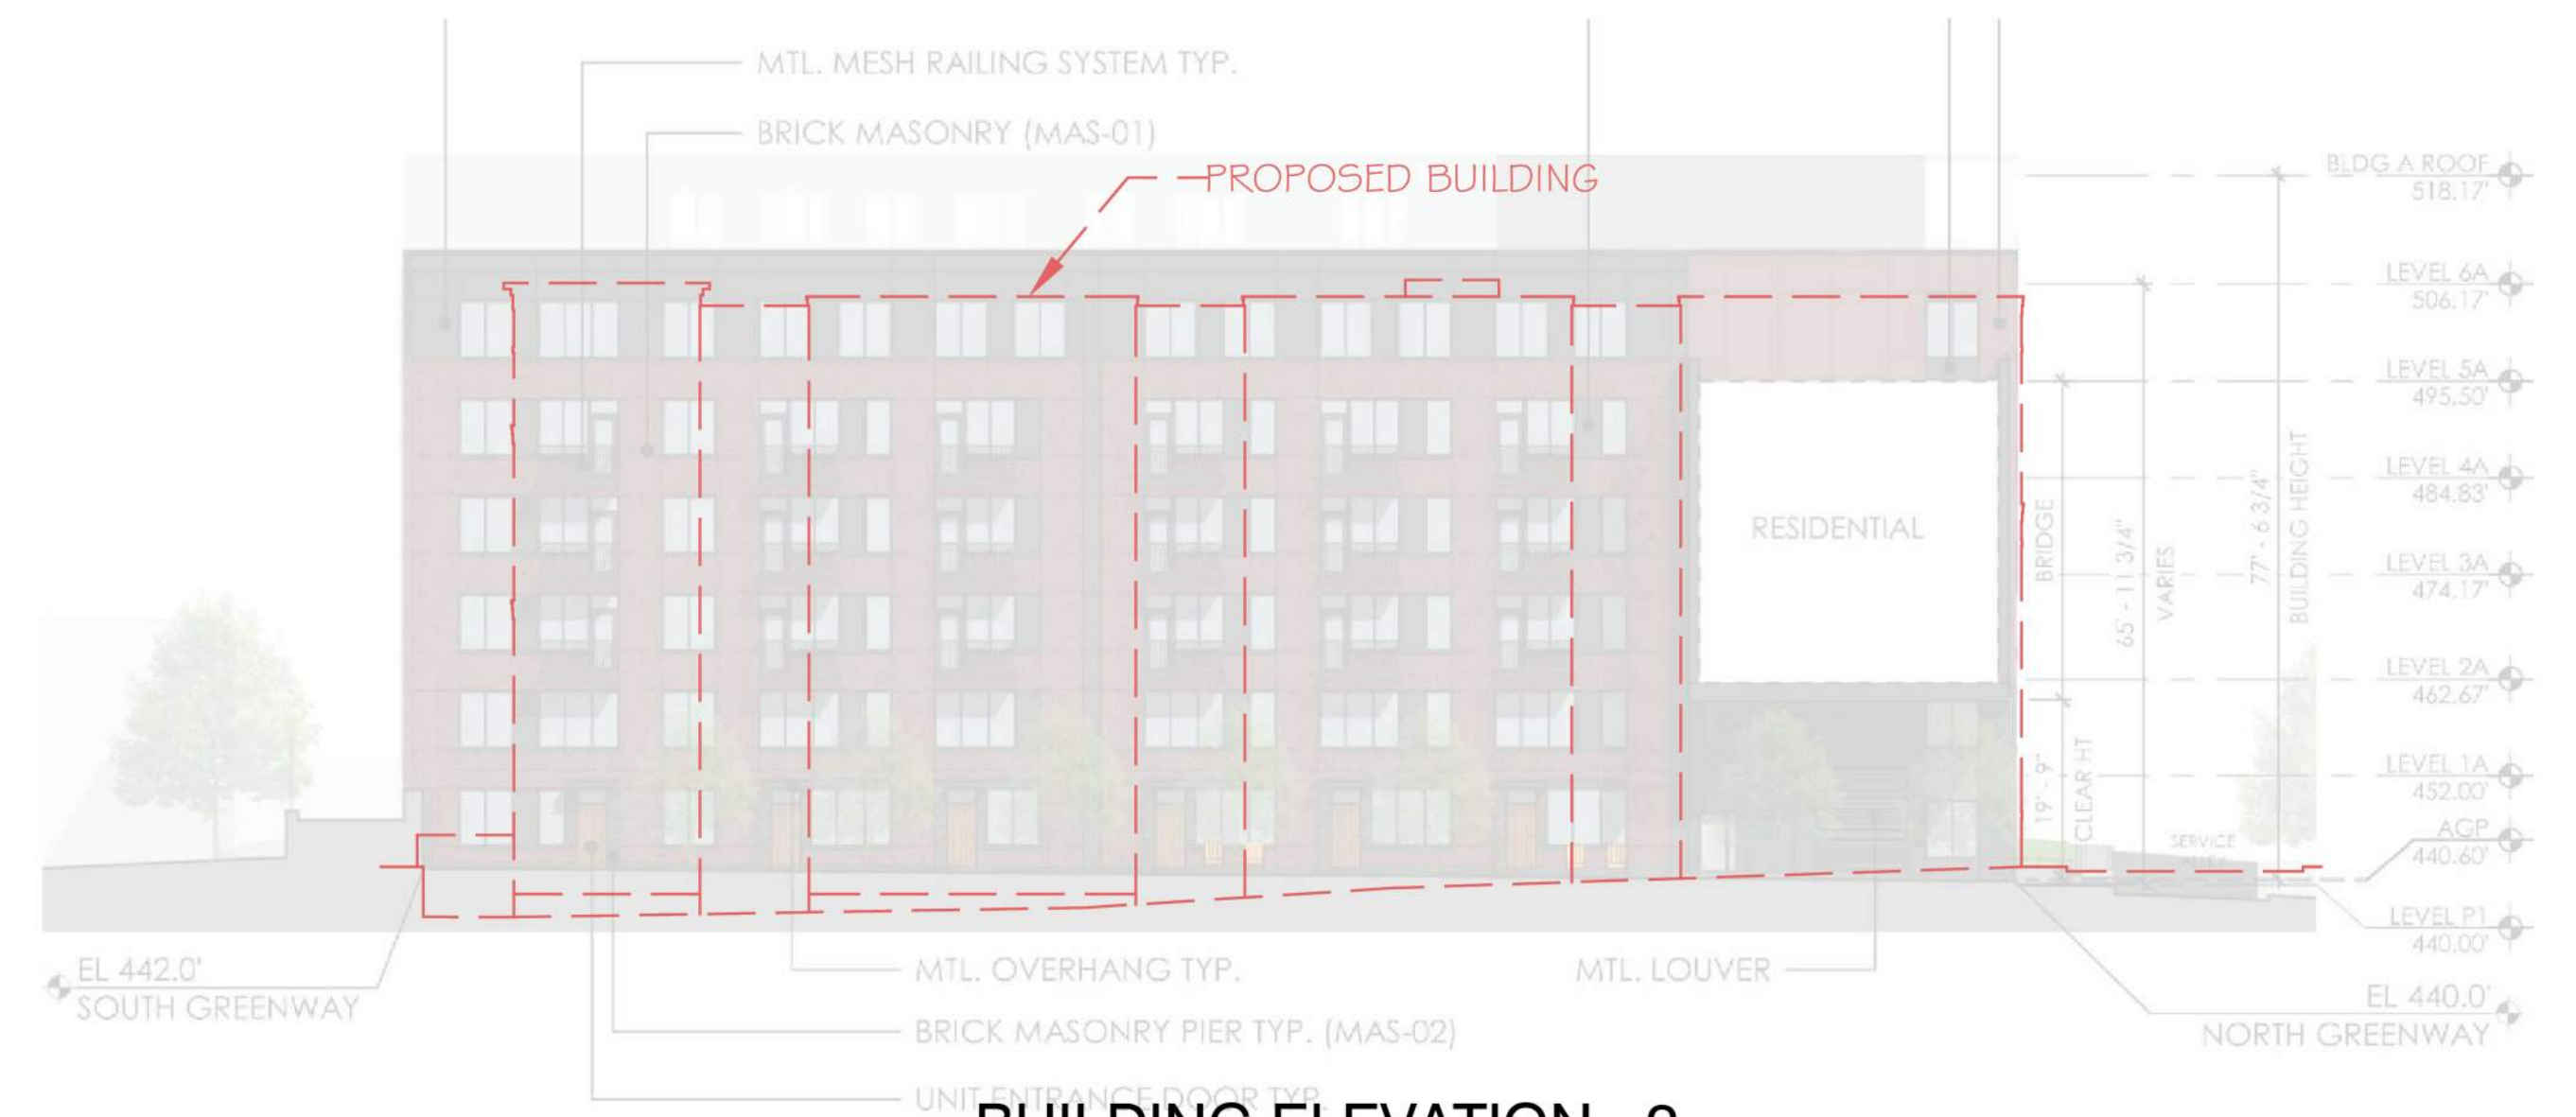 MTL. MESH RAILING SYSTEM TYP.
BRICK MASONRY (MAS-01)
PROPOSED BUILDING
BLDG A ROOF
518.17'
LEVEL 6A
506.17'
LEVEL 5A
495.50'
LEVEL 4A
484.83'
LEVEL 3A
474.17'
LEVEL 2A
462.67'
LEVEL 1A
452.00'
AGP
440.60'
LEVEL P1
440.00'
RESIDENTIAL
BRIDGE
65' - 11 3/4"
VARIES
77' - 6 3/4"
BUILDING HEIGHT
19' - 9"
CLEAR HT
SERVICE
EL 442.0'
SOUTH GREENWAY
MTL. OVERHANG TYP.
MTL. LOUVER
EL 440.0'
NORTH GREENWAY
BRICK MASONRY PIER TYP. (MAS-02)
UNIT ENTRANCE DOOR TYP.
BUILDING ELEVATION